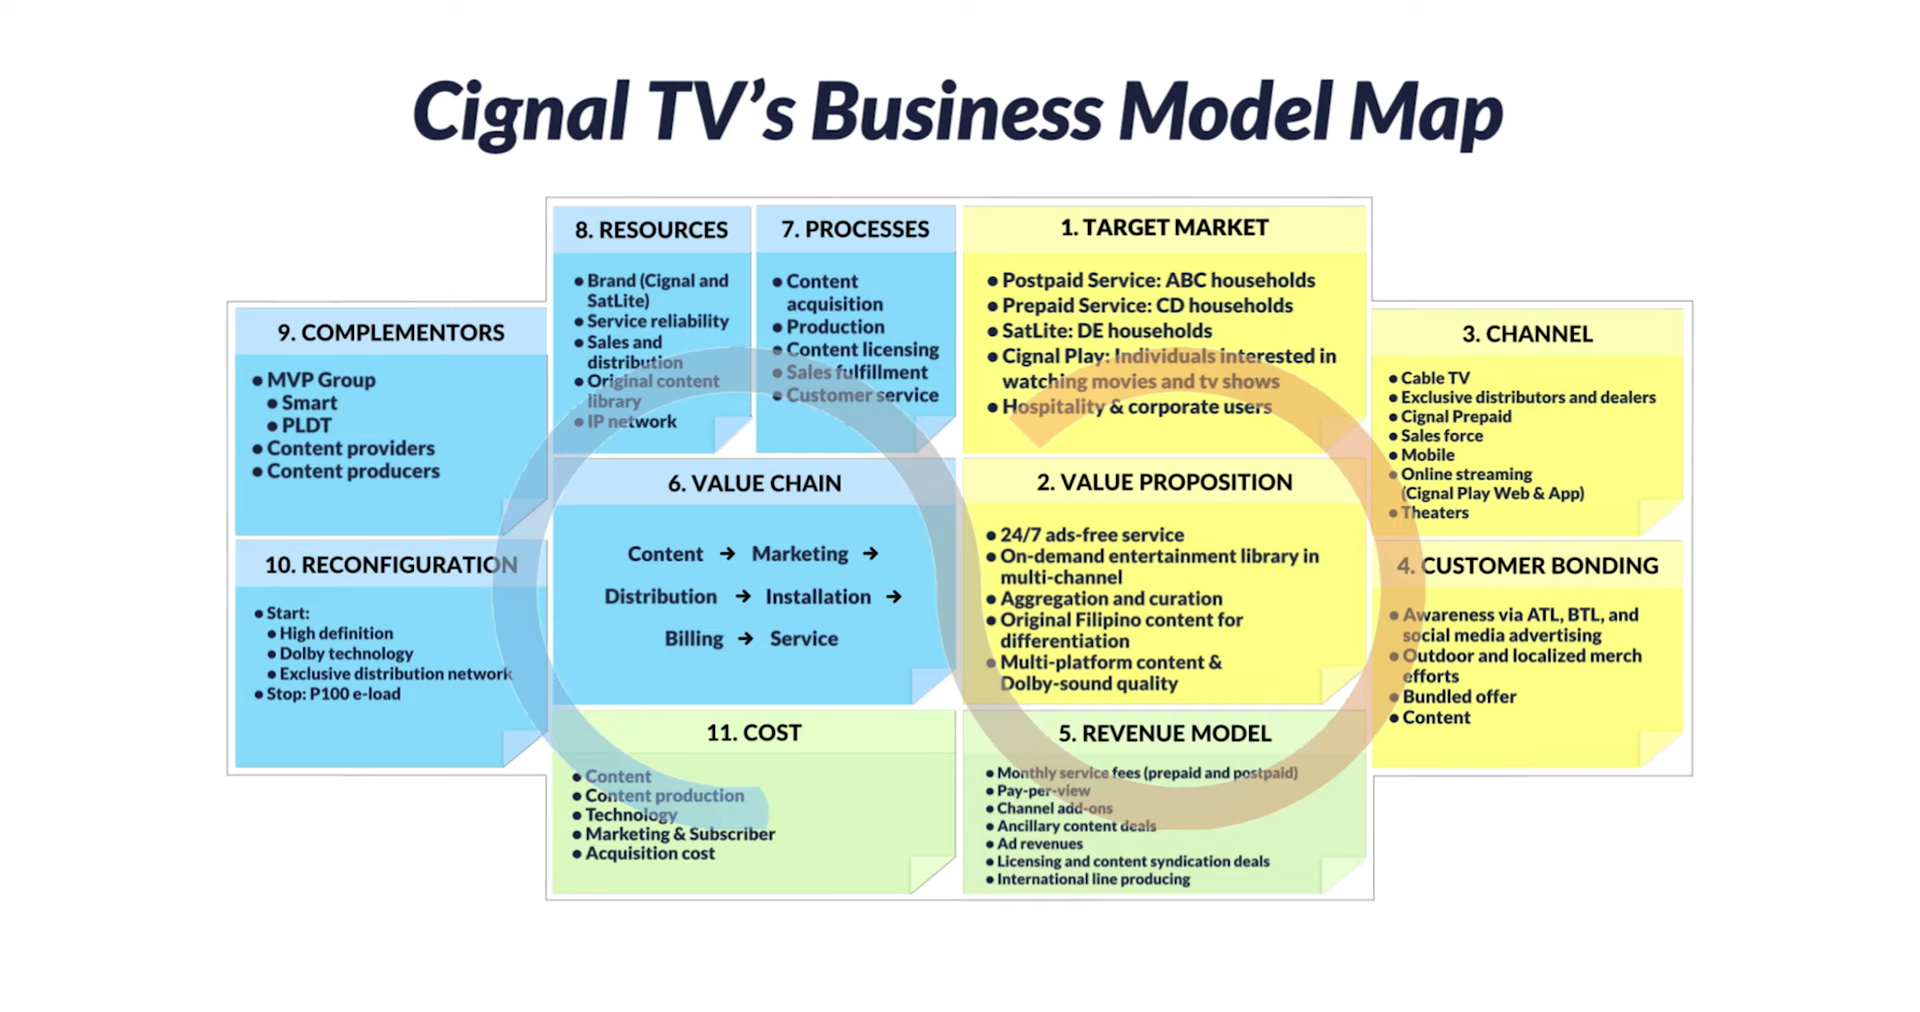 Cignal TV's Business Model Map
8. RESOURCES
• Brand (Cignal and
SatLite)
• Service reliability
• Sales and
distribution
• Original content
library
• IP network
7. PROCESSES
• Content
acquisition
• Production
• Content licensing
• Sales fulfillment
• Customer service
1. TARGET MARKET
• Postpaid Service: ABC households
• Prepaid Service: CD households
• SatLite: DE households
• Cignal Play: Individuals interested in
watching movies and tv shows
• Hospitality & corporate users
9. COMPLEMENTORS
• MVP Group
• Smart
• PLDT
• Content providers
• Content producers
3. CHANNEL
• Cable TV
• Exclusive distributors and dealers
• Cignal Prepaid
• Sales force
• Mobile
• Online streaming
(Cignal Play Web & App)
• Theaters
6. VALUE CHAIN
Content → Marketing →
Distribution → Installation →
Billing → Service
2. VALUE PROPOSITION
• 24/7 ads-free service
• On-demand entertainment library in
multi-channel
• Aggregation and curation
• Original Filipino content for
differentiation
• Multi-platform content &
Dolby-sound quality
10. RECONFIGURATION
• Start:
• High definition
• Dolby technology
• Exclusive distribution network
• Stop: P100 e-load
4. CUSTOMER BONDING
• Awareness via ATL, BTL, and
social media advertising
• Outdoor and localized merch
efforts
• Bundled offer
• Content
11. COST
• Content
• Content production
• Technology
• Marketing & Subscriber
• Acquisition cost
5. REVENUE MODEL
• Monthly service fees (prepaid and postpaid)
• Pay-per-view
• Channel add-ons
• Ancillary content deals
• Ad revenues
• Licensing and content syndication deals
• International line producing